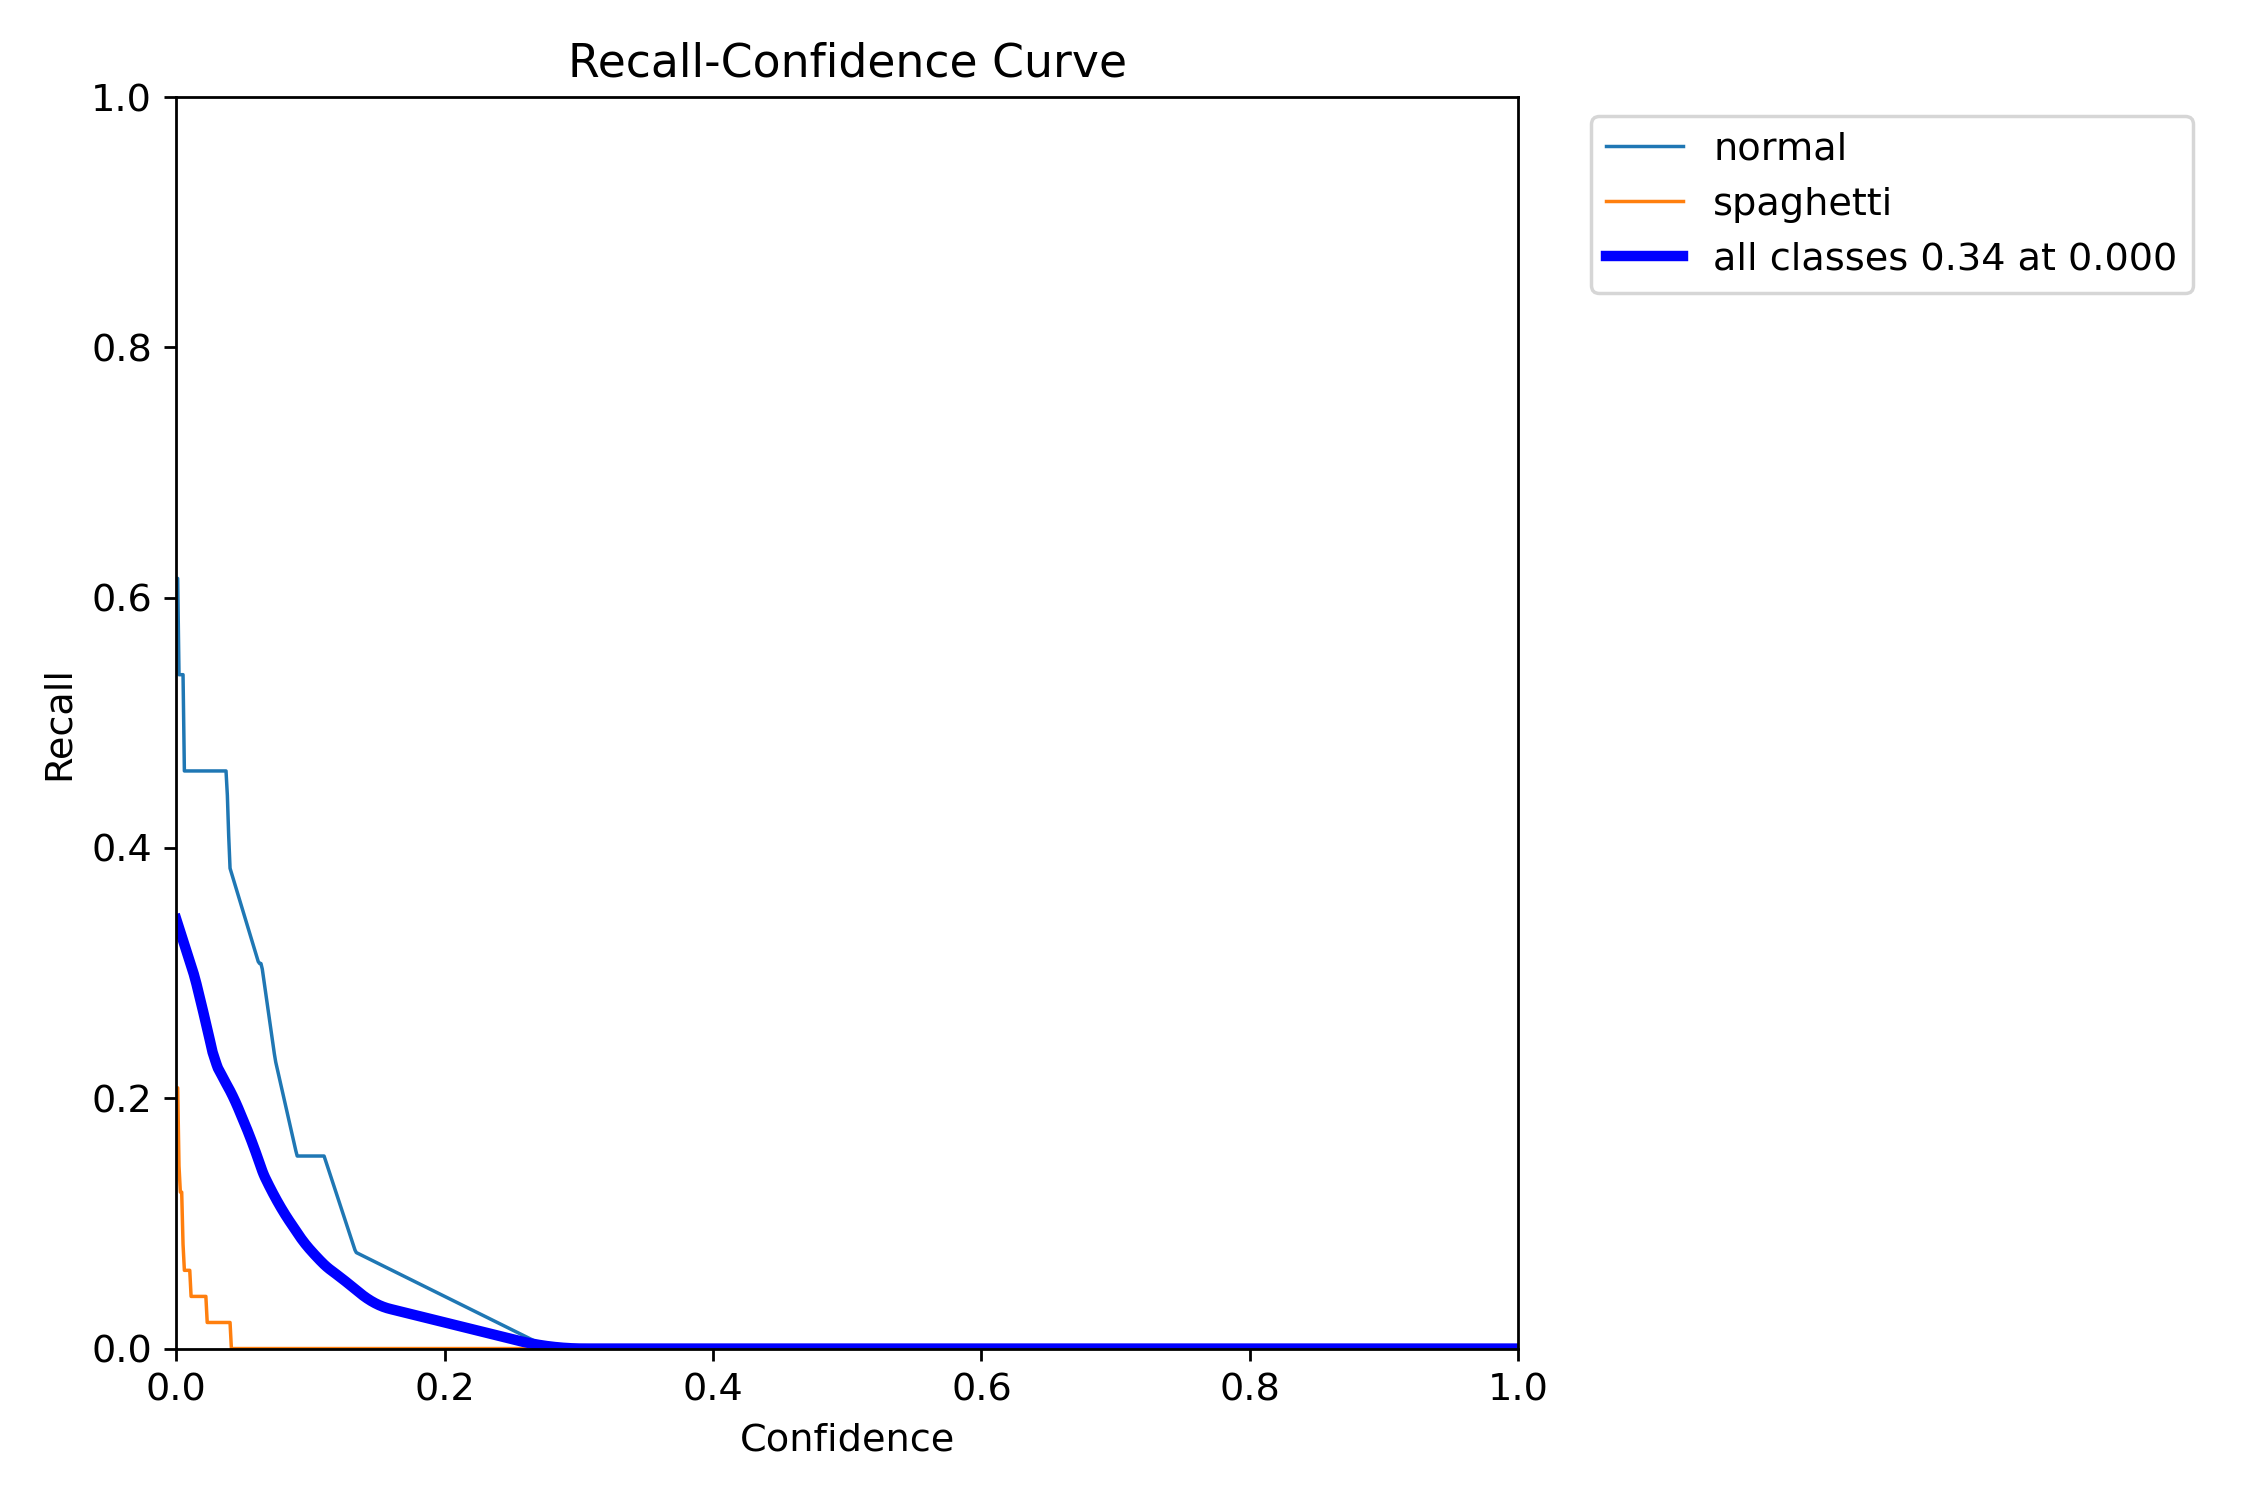 Recall-Confidence Curve
1.0
0.8
0.6
0.4
0.2
0.0
Recall
0.0 0.2 0.4 0.6 0.8 1.0
Confidence
normal
spaghetti
all classes 0.34 at 0.000